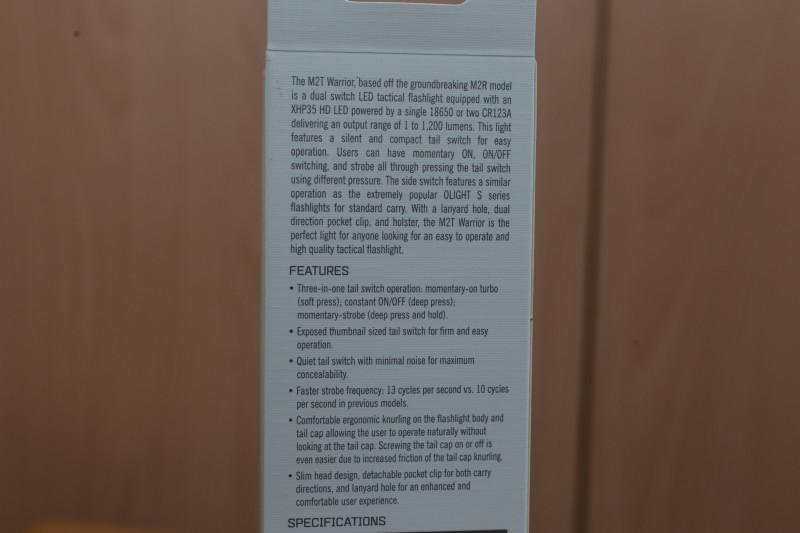 The M2T Warrior, based off the groundbreaking M2R model
is a dual switch LED tactical flashlight equipped with an
XHP35 HD LED powered by a single 18650 or two CR123A
delivering an output range of 1 to 1,200 lumens. This light
features a silent and compact tail switch for easy
operation. Users can have momentary ON, ON/OFF
switching, and strobe all through pressing the tail switch
using different pressure. The side switch features a similar
operation as the extremely popular OLIGHT S series
flashlights for standard carry. With a lanyard hole, dual
direction pocket clip, and holster, the M2T Warrior is the
perfect light for anyone looking for an easy to operate and
high quality tactical flashlight.
FEATURES
• Three-in-one tail switch operation: momentary-on turbo
(soft press); constant ON/OFF (deep press);
momentary-strobe (deep press and hold).
• Exposed thumbnail sized tail switch for firm and easy
operation.
• Quiet tail switch with minimal noise for maximum
concealability.
• Faster strobe frequency: 13 cycles per second vs. 10 cycles
per second in previous models.
• Comfortable ergonomic knurling on the flashlight body and
tail cap allowing the user to operate naturally without
looking at the tail cap. Screwing the tail cap on or off is
even easier due to increased friction of the tail cap knurling.
• Slim head design, detachable pocket clip for both carry
directions, and lanyard hole for an enhanced and
comfortable user experience.
SPECIFICATIONS